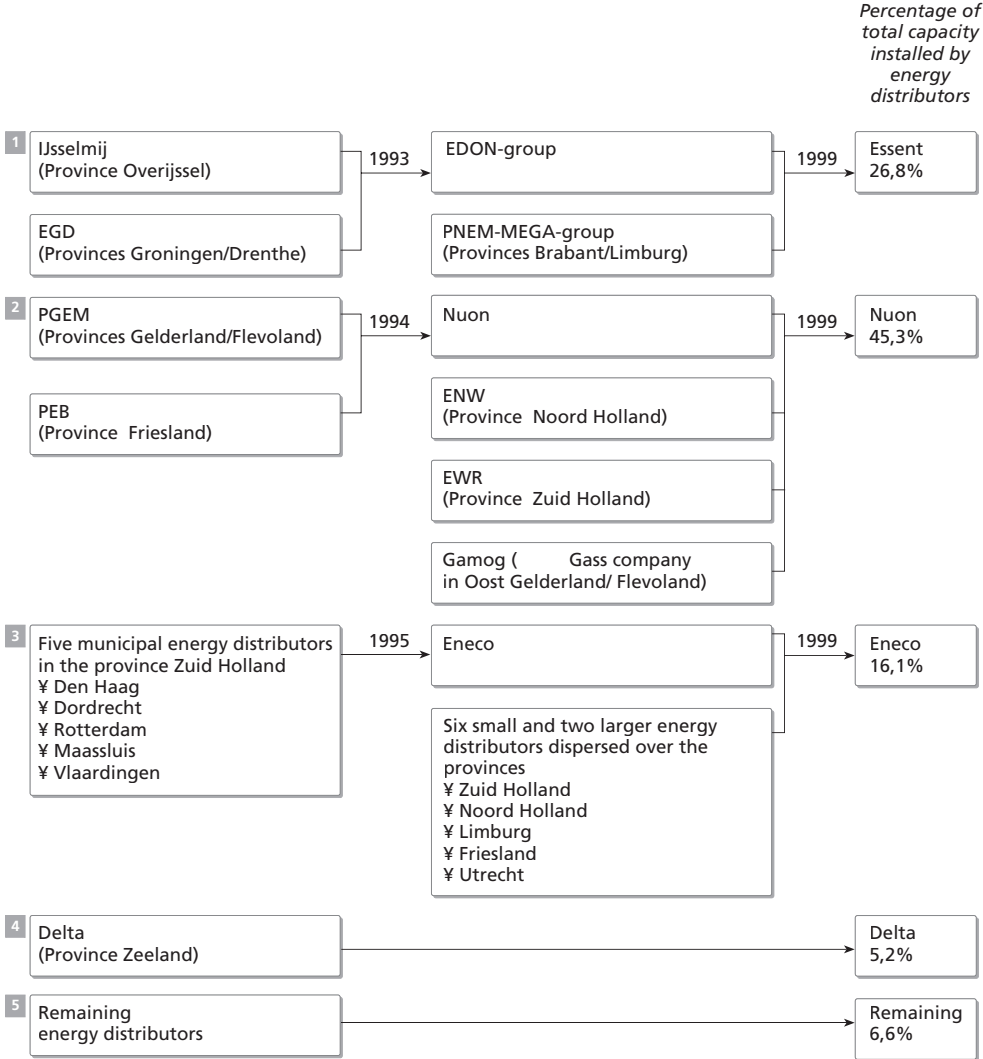 Percentage of
total capacity
installed by
energy
distributors
1
IJsselmij
(Province Overijssel)
1993
EDON-group
1999
Essent
26,8%
EGD
(Provinces Groningen/Drenthe)
PNEM-MEGA-group
(Provinces Brabant/Limburg)
2
PGEM
(Provinces Gelderland/Flevoland)
1994
Nuon
1999
Nuon
45,3%
PEB
(Province Friesland)
ENW
(Province Noord Holland)
EWR
(Province Zuid Holland)
Gamog ( Gass company
in Oost Gelderland/ Flevoland)
3
Five municipal energy distributors
in the province Zuid Holland
¥ Den Haag
¥ Dordrecht
¥ Rotterdam
¥ Maassluis
¥ Vlaardingen
1995
Eneco
1999
Eneco
16,1%
Six small and two larger energy
distributors dispersed over the
provinces
¥ Zuid Holland
¥ Noord Holland
¥ Limburg
¥ Friesland
¥ Utrecht
4
Delta
(Province Zeeland)
Delta
5,2%
5
Remaining
energy distributors
Remaining
6,6%